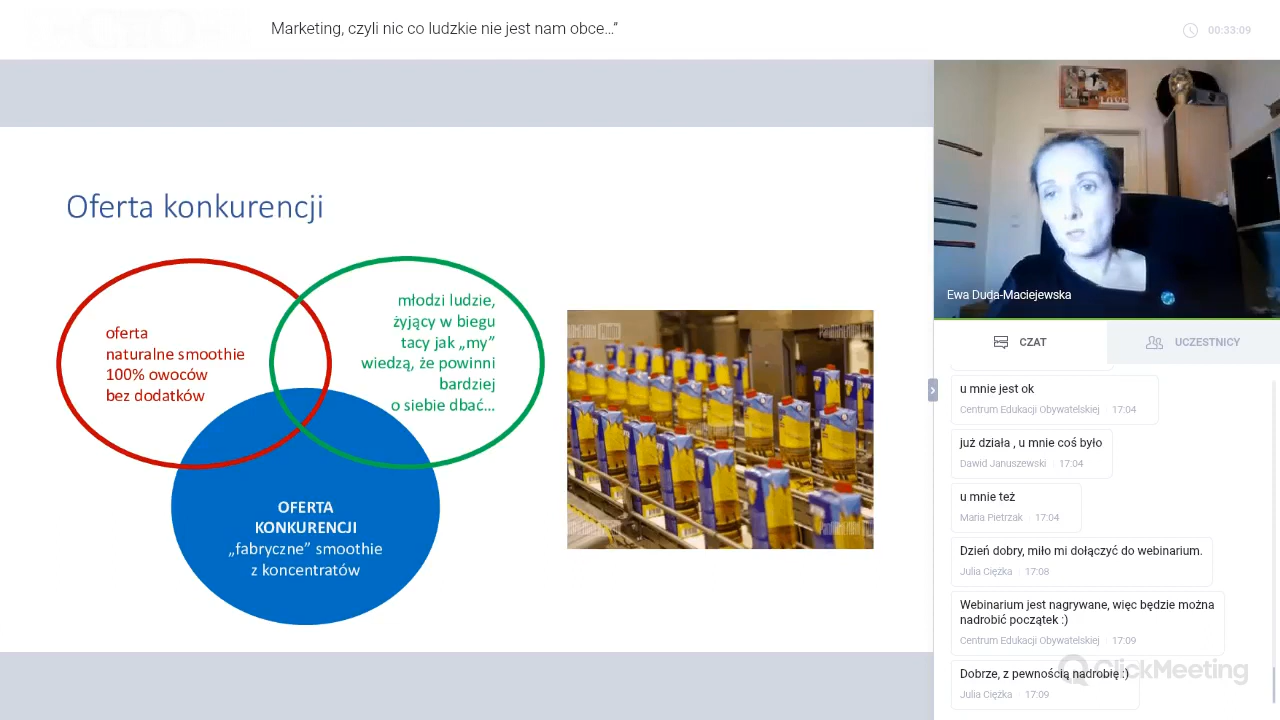 Marketing, czyli nic co ludzkie nie jest nam obce..."
00:33:09
Oferta konkurencji
oferta
naturalne smoothie
100% owoców
bez dodatków
młodzi ludzie,
żyjący w biegu
tacy jak „my”
wiedzą, że powinni
bardziej
o siebie dbać...
OFERTA
KONKURENCJI
„fabryczne” smoothie
z koncentratów
Ewa Duda-Maciejewska
CZAT
UCZESTNICY
u mnie jest ok
Centrum Edukacji Obywatelskiej 17:04
już działa , u mnie coś było
Dawid Januszewski 17:04
u mnie też
Maria Pietrzak 17:04
Dzień dobry, miło mi dołączyć do webinarium.
Julia Ciężka 17:08
Webinarium jest nagrywane, więc będzie można
nadrobić początek :)
Centrum Edukacji Obywatelskiej 17:09
Dobrze, z pewnością nadrobię :)
Julia Ciężka 17:09
ClickMeeting